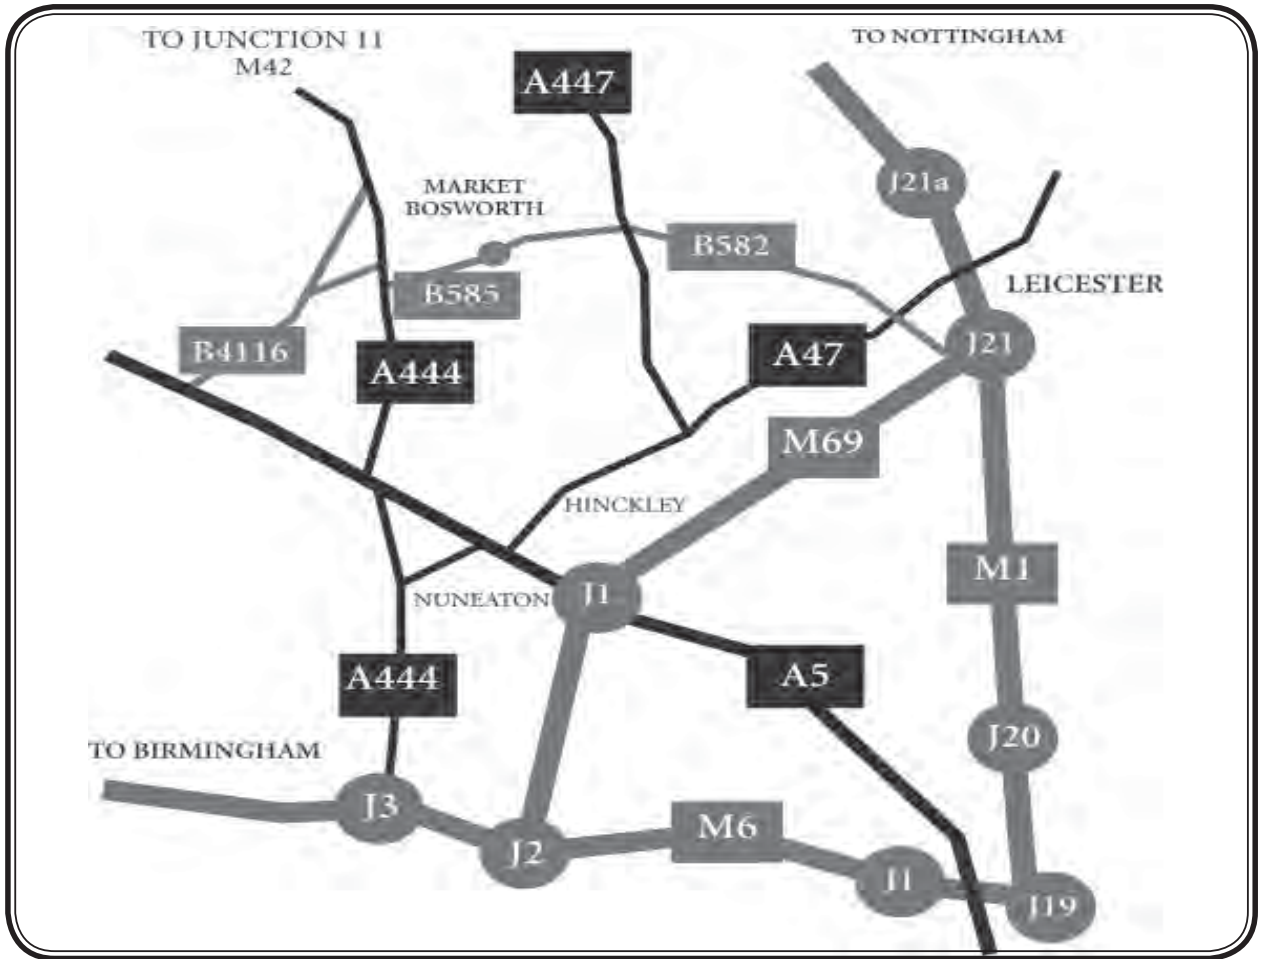 TO JUNCTION 11
M42
TO NOTTINGHAM
A447
J21a
MARKET
BOSWORTH
B582
LEICESTER
B585
B4116
A444
A47
J21
M69
HINCKLEY
M1
NUNEATON
J1
A444
A5
J20
TO BIRMINGHAM
J3
M6
J2
J1
J19